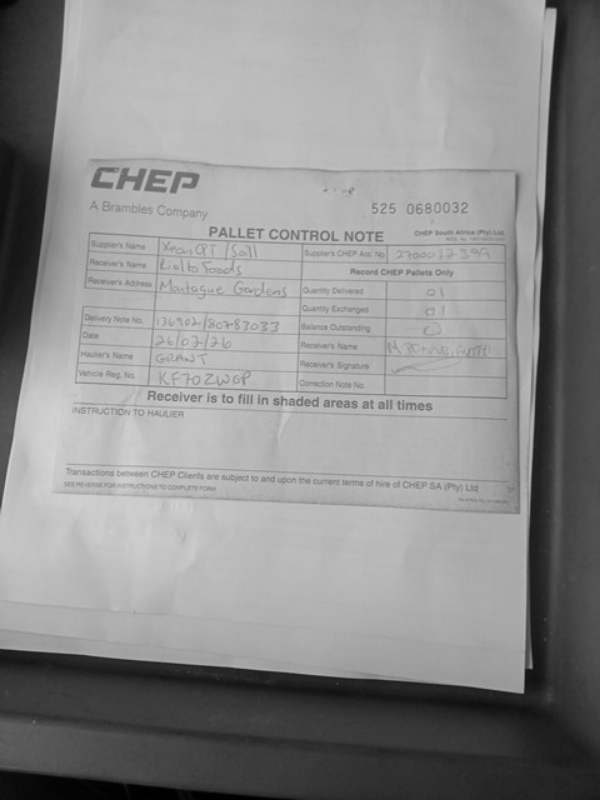 CHEP
A Brambles Company
525 0680032
PALLET CONTROL NOTE
CHEP South Africa (Pty) Ltd.
Supplier's Name
Supplier's CHEP Acc. No
Receiver's Name Rialto Foods
Record CHEP Pallets Only
Receiver's Address Montague Gardens
Quantity Delivered 01
Quantity Exchanged 01
Delivery Note No. 136902/80783033
Balance Outstanding 0
Date 26/02/26
Receiver's Name
Haulier's Name GRANT
Receiver's Signature
Vehicle Reg. No. KF70ZWGP
Correction Note No.
Receiver is to fill in shaded areas at all times
INSTRUCTION TO HAULIER
Transactions between CHEP Clients are subject to and upon the current terms of hire of CHEP SA (Pty) Ltd
SEE REVERSE FOR INSTRUCTIONS TO COMPLETE FORM